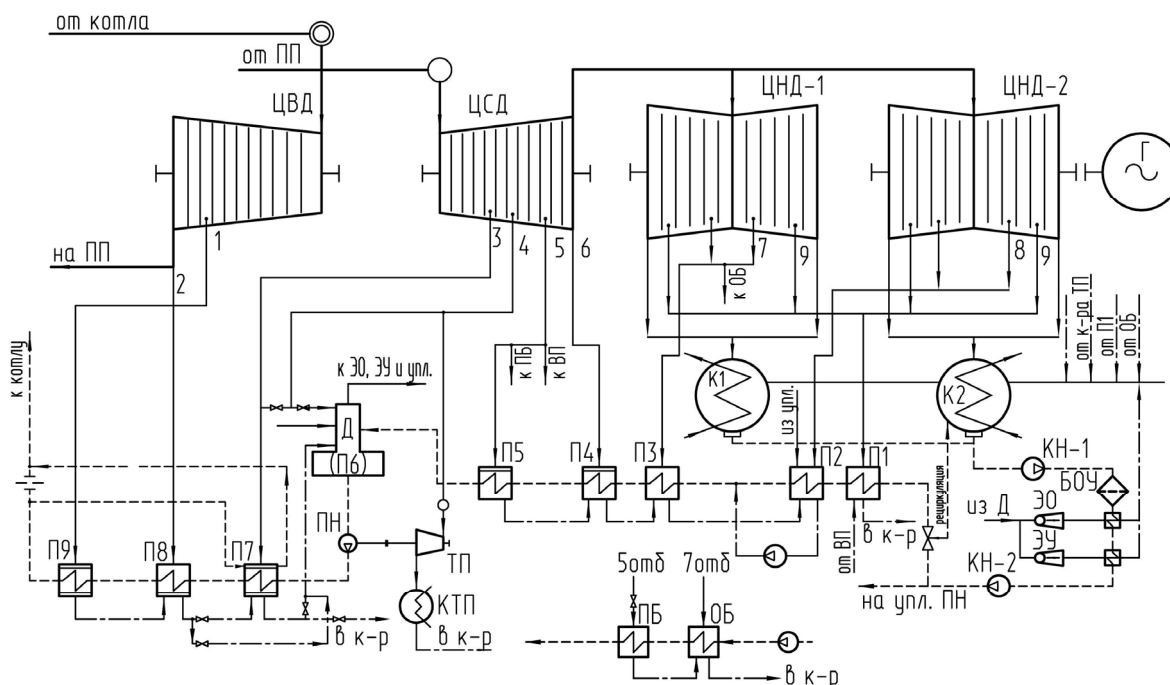 от котла
от ПП
ЦВД
ЦСД
ЦНД-1
ЦНД-2
Г
1
3
4
5
6
7
9
8
9
на ПП
2
к ОБ
от к-ра ТП
от П1
от ОБ
к котлу
к ПБ
к ВП
к ЭО, ЭУ и упл.
К1
К2
из упл.
Д
(П6)
П5
П4
П3
П2
П1
рециркуляция
КН-1
БОУ
из Д
ЭО
ЭУ
ПН
П9
П8
П7
ТП
в к-р
от ВП
КН-2
на упл. ПН
5отб
7отб
КТП
ПБ
ОБ
в к-р
в к-р
в к-р